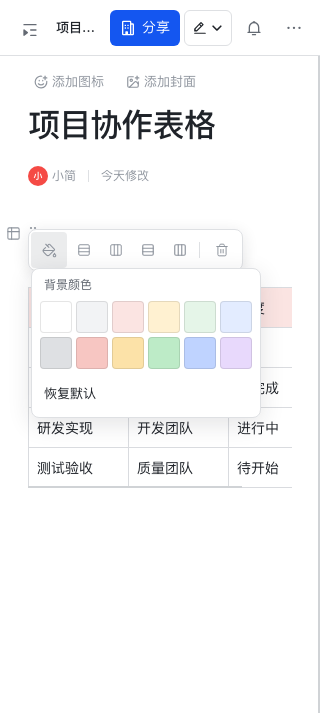 项目...
分享
添加图标 添加封面
项目协作表格
小 小简 今天修改
背景颜色
恢复默认
完成
研发实现 开发团队 进行中
测试验收 质量团队 待开始